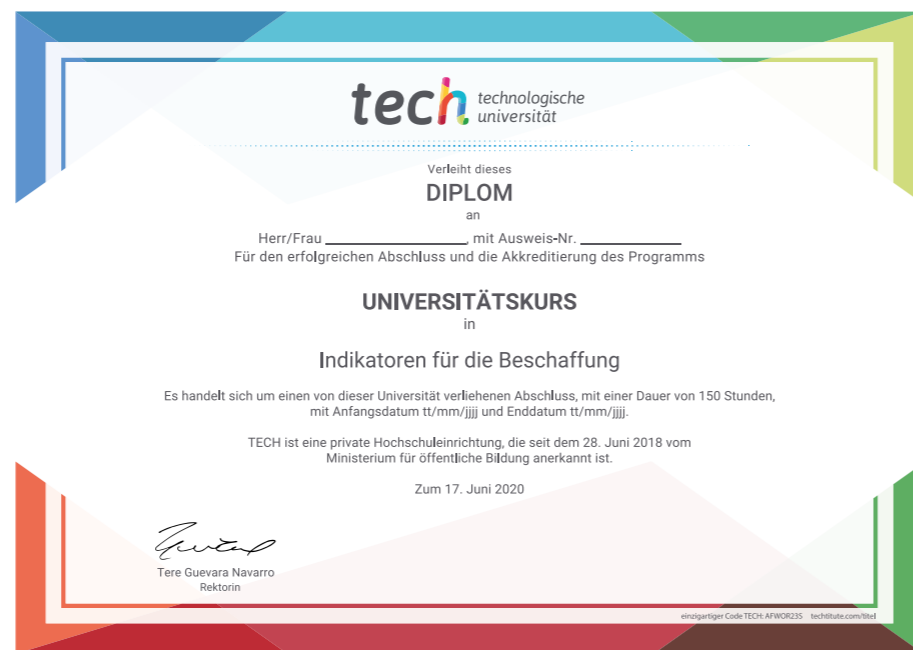 tech technologische
universität
Verleiht dieses
DIPLOM
an
Herr/Frau ____________________, mit Ausweis-Nr. ______________
Für den erfolgreichen Abschluss und die Akkreditierung des Programms
UNIVERSITÄTSKURS
in
Indikatoren für die Beschaffung
Es handelt sich um einen von dieser Universität verliehenen Abschluss, mit einer Dauer von 150 Stunden,
mit Anfangsdatum tt/mm/jjjj und Enddatum tt/mm/jjjj.
TECH ist eine private Hochschuleinrichtung, die seit dem 28. Juni 2018 vom
Ministerium für öffentliche Bildung anerkannt ist.
Zum 17. Juni 2020
Tere Guevara Navarro
Rektorin
einzigartiger Code TECH: AFWOR23S techtitute.com/titel